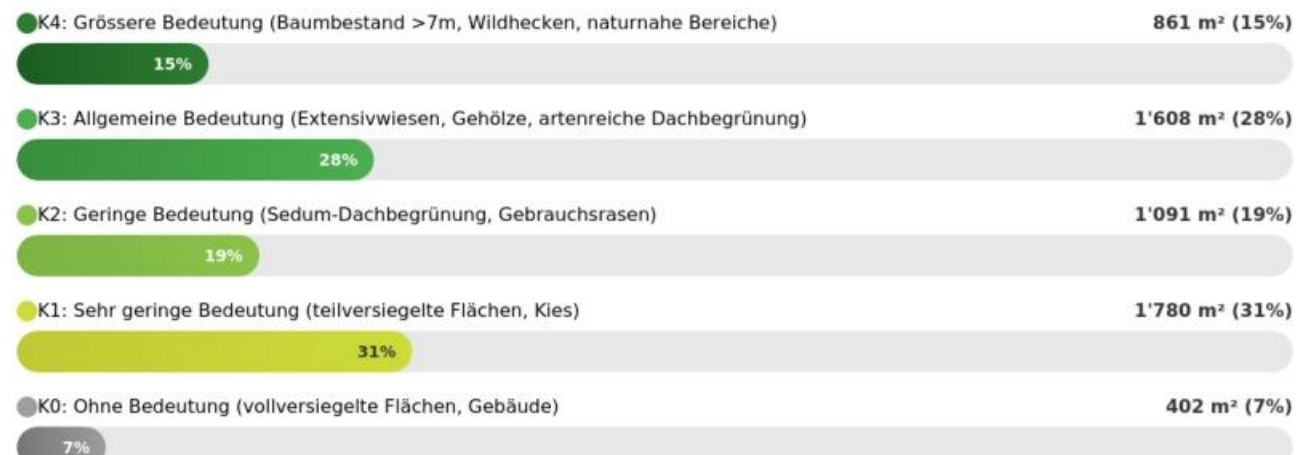 K4: Grössere Bedeutung (Baumbestand >7m, Wildhecken, naturnahe Bereiche) 861 m² (15%)
15%
K3: Allgemeine Bedeutung (Extensivwiesen, Gehölze, artenreiche Dachbegrünung) 1'608 m² (28%)
28%
K2: Geringe Bedeutung (Sedum-Dachbegrünung, Gebrauchsrasen) 1'091 m² (19%)
19%
K1: Sehr geringe Bedeutung (teilversiegelte Flächen, Kies) 1'780 m² (31%)
31%
K0: Ohne Bedeutung (vollversiegelte Flächen, Gebäude) 402 m² (7%)
7%